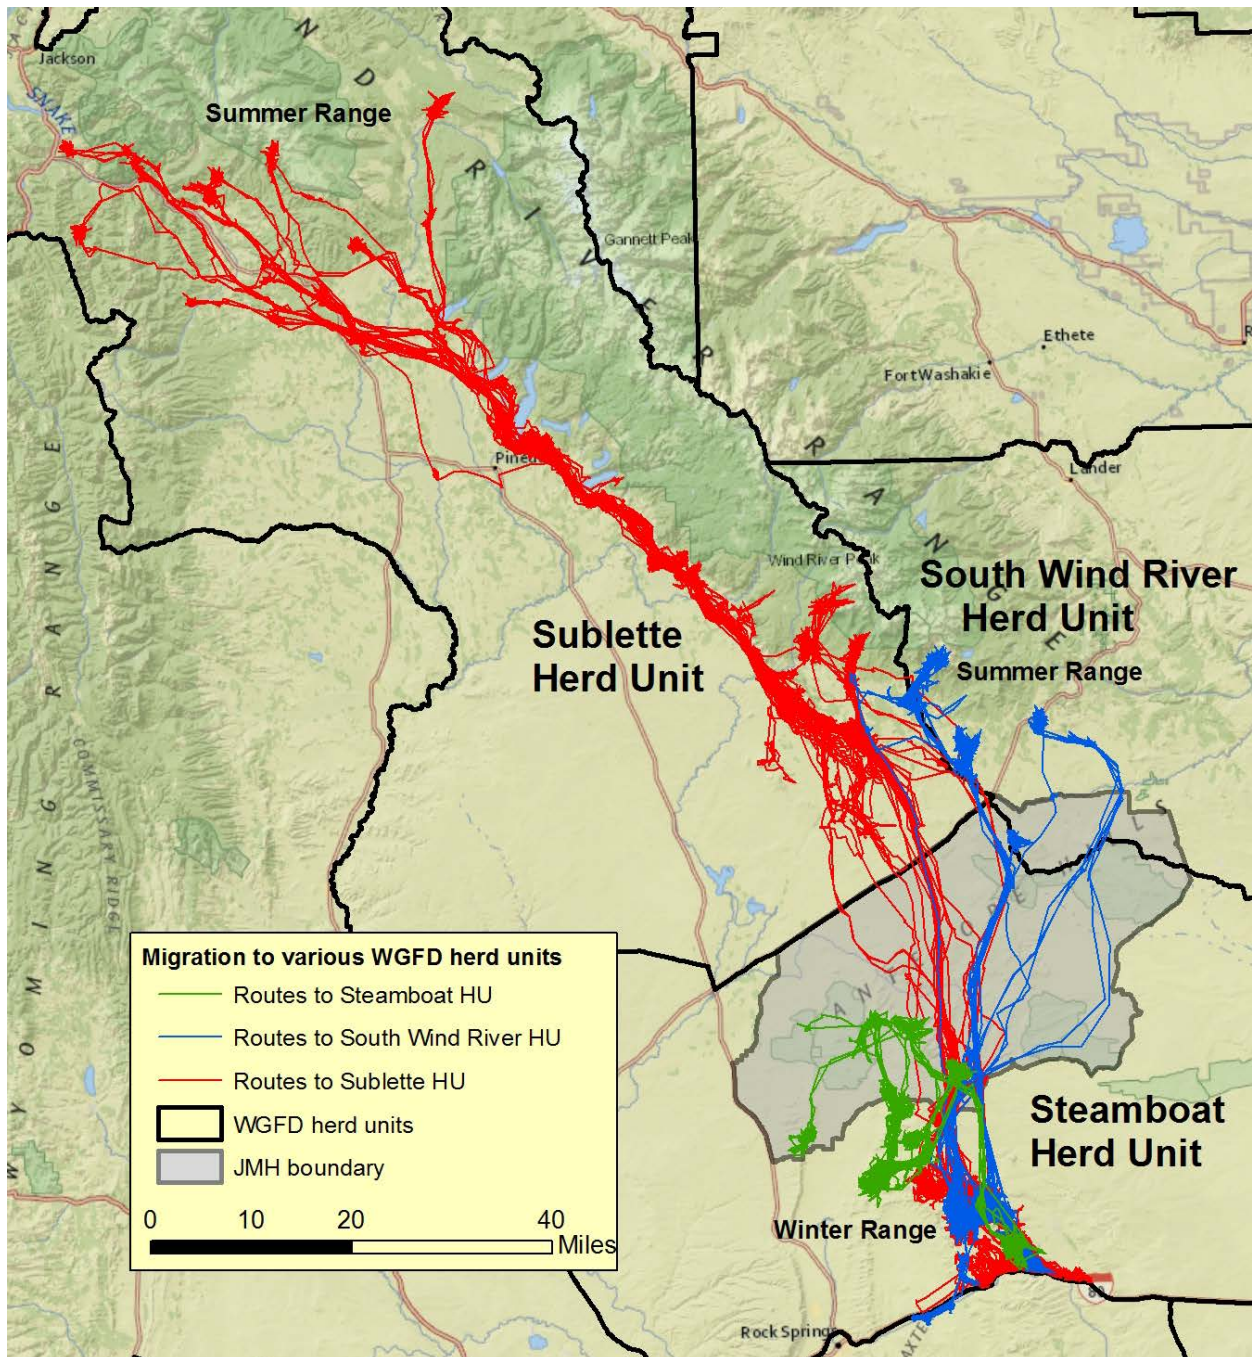 Jackson
SNAKE
Summer Range
WIND RIVER RANGE
Gannett Peak
Ethete
Fort Washakie
Lander
Wind River Peak
South Wind River
Herd Unit
Summer Range
Sublette
Herd Unit
WYOMING RANGE
COMMISSARY RIDGE
ANTELOPE HILLS
Migration to various WGFD herd units
Routes to Steamboat HU
Routes to South Wind River HU
Routes to Sublette HU
WGFD herd units
JMH boundary
0 10 20 40
Miles
Steamboat
Herd Unit
Winter Range
80
Rock Springs